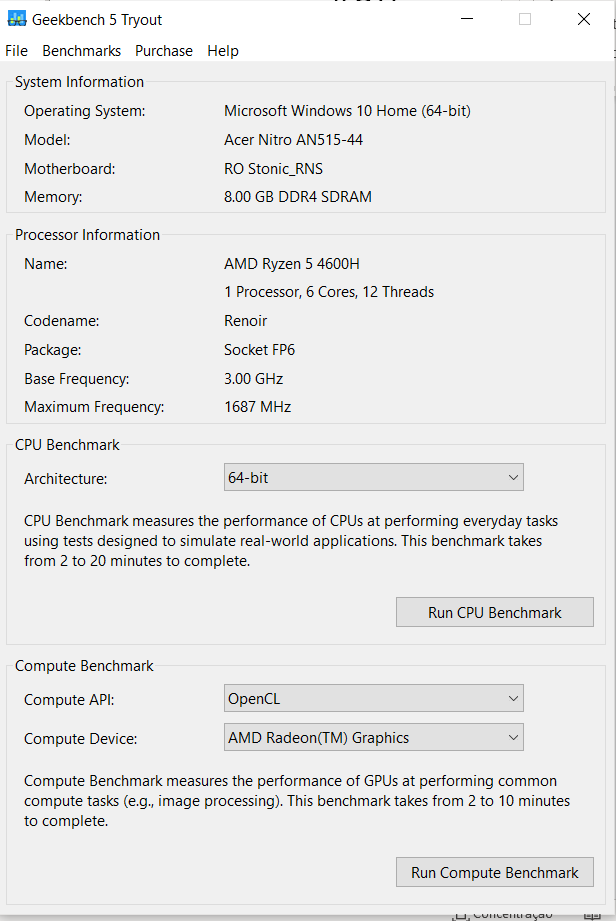 Geekbench 5 Tryout
File Benchmarks Purchase Help
System Information
Operating System: Microsoft Windows 10 Home (64-bit)
Model: Acer Nitro AN515-44
Motherboard: RO Stonic_RNS
Memory: 8.00 GB DDR4 SDRAM
Processor Information
Name: AMD Ryzen 5 4600H
1 Processor, 6 Cores, 12 Threads
Codename: Renoir
Package: Socket FP6
Base Frequency: 3.00 GHz
Maximum Frequency: 1687 MHz
CPU Benchmark
Architecture: 64-bit
CPU Benchmark measures the performance of CPUs at performing everyday tasks
using tests designed to simulate real-world applications. This benchmark takes
from 2 to 20 minutes to complete.
Run CPU Benchmark
Compute Benchmark
Compute API: OpenCL
Compute Device: AMD Radeon(TM) Graphics
Compute Benchmark measures the performance of GPUs at performing common
compute tasks (e.g., image processing). This benchmark takes from 2 to 10 minutes
to complete.
Run Compute Benchmark
Concentração